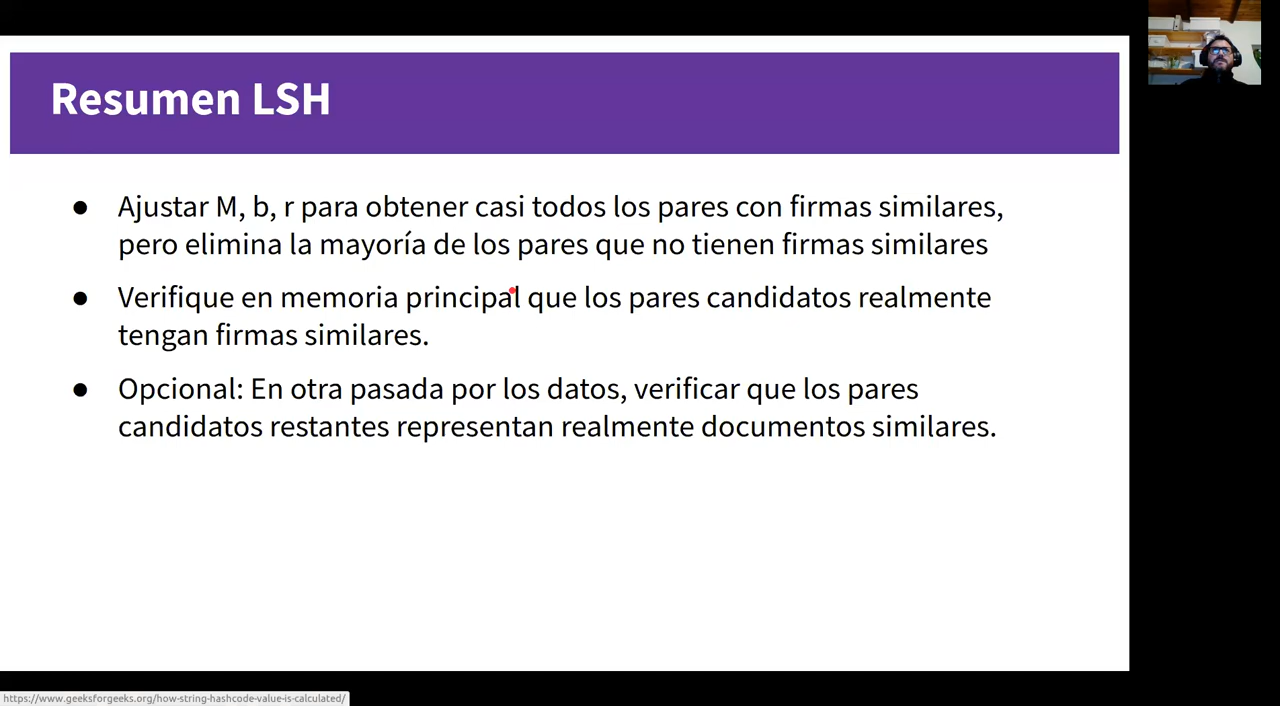 Resumen LSH
● Ajustar M, b, r para obtener casi todos los pares con firmas similares,
pero elimina la mayoría de los pares que no tienen firmas similares
● Verifique en memoria principal que los pares candidatos realmente
tengan firmas similares.
● Opcional: En otra pasada por los datos, verificar que los pares
candidatos restantes representan realmente documentos similares.
https://www.geeksforgeeks.org/how-string-hashcode-value-is-calculated/